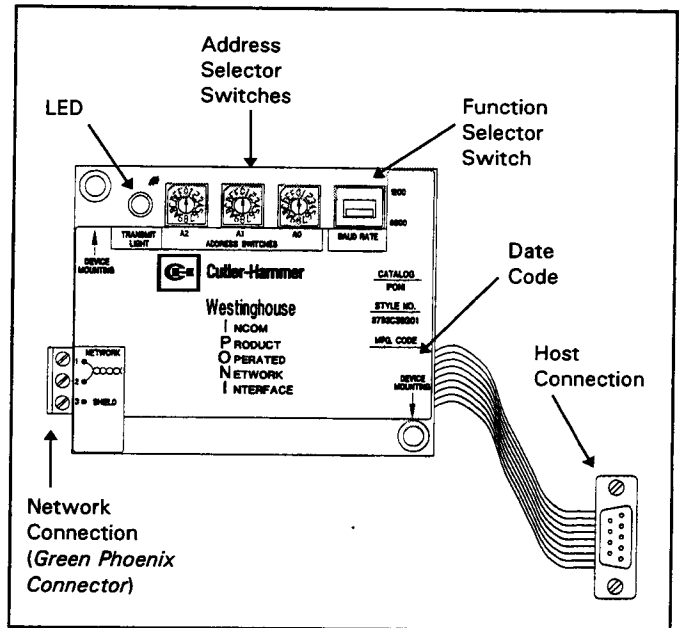 Address
Selector
Switches
LED
Function
Selector
Switch
1200
9600
TRANSMIT
LIGHT
A2
A1
A0
ADDRESS SWITCHES
BAUD RATE
DEVICE
MOUNTING
Cutler-Hammer
Westinghouse
INCOM
PRODUCT
OPERATED
NETWORK
INTERFACE
CATALOG
IPONI
STYLE NO.
MFG. CODE
DEVICE
MOUNTING
Date
Code
Host
Connection
NETWORK
1
2
3
SHIELD
Network
Connection
(Green Phoenix
Connector)